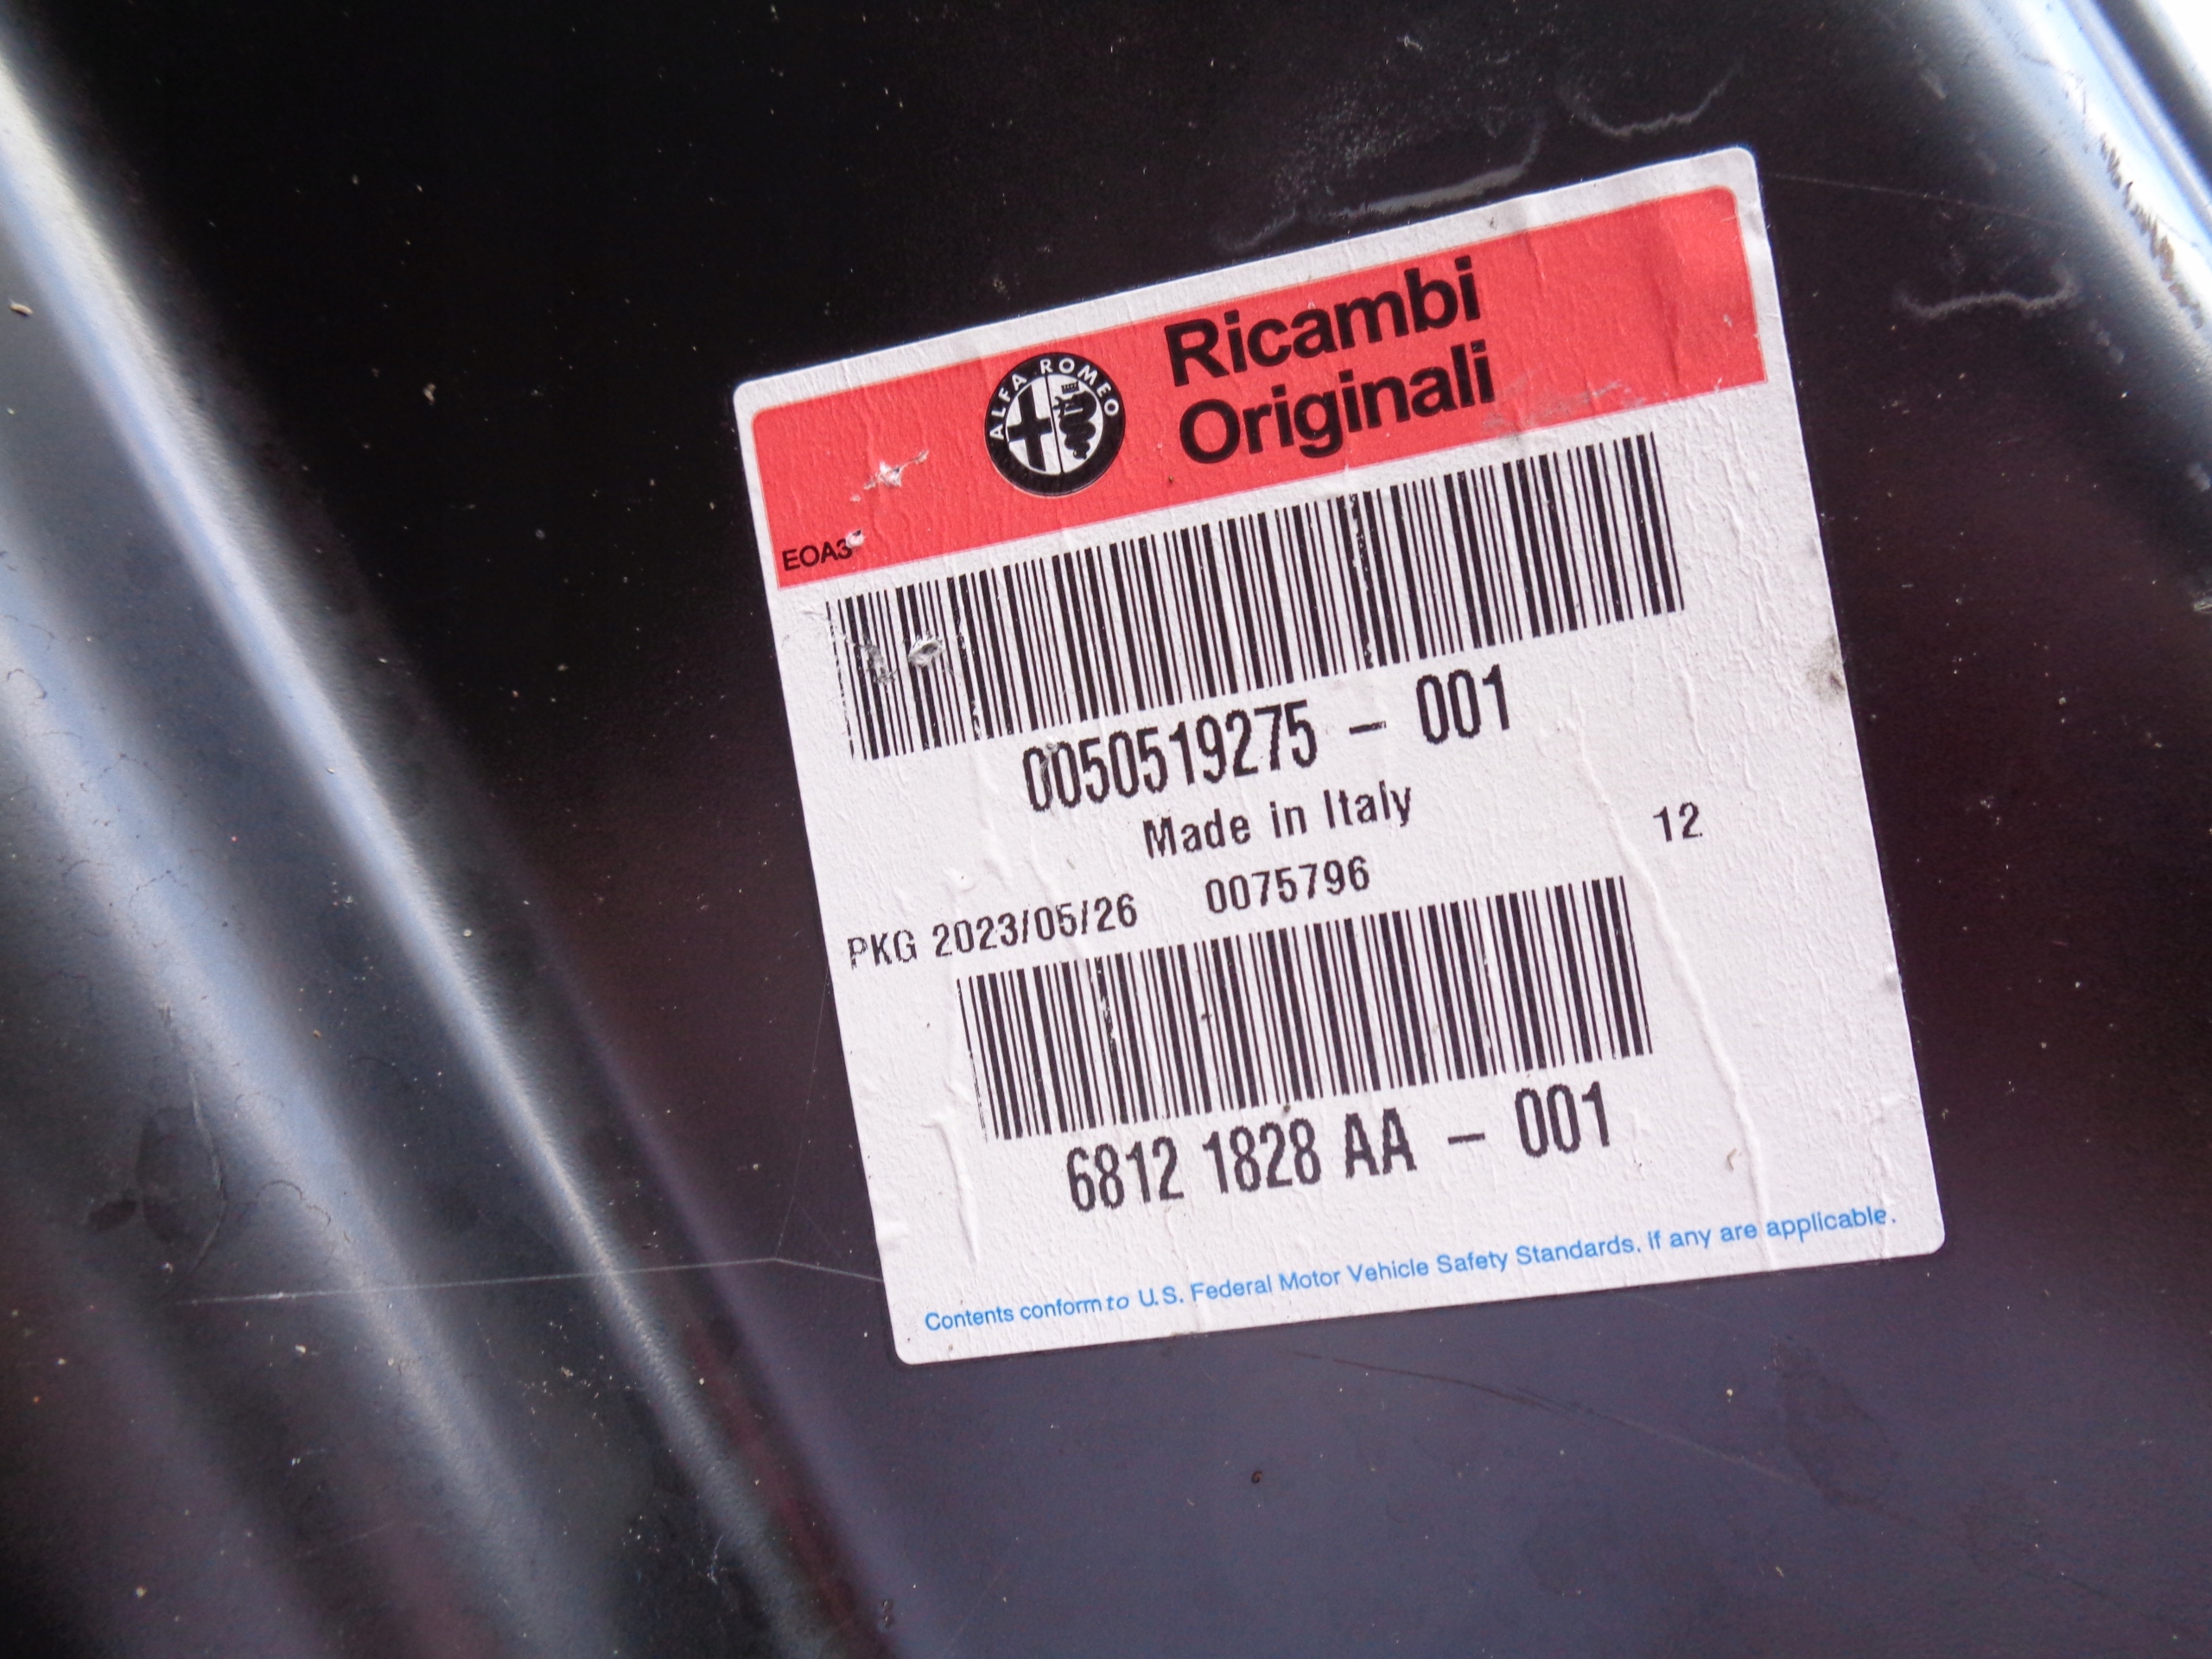 ALFA ROMEO
Ricambi
Originali
EOA3
0050519275 - 001
Made in Italy
12
PKG 2023/05/26 0075796
6812 1828 AA - 001
Contents conform to U.S. Federal Motor Vehicle Safety Standards, if any are applicable.